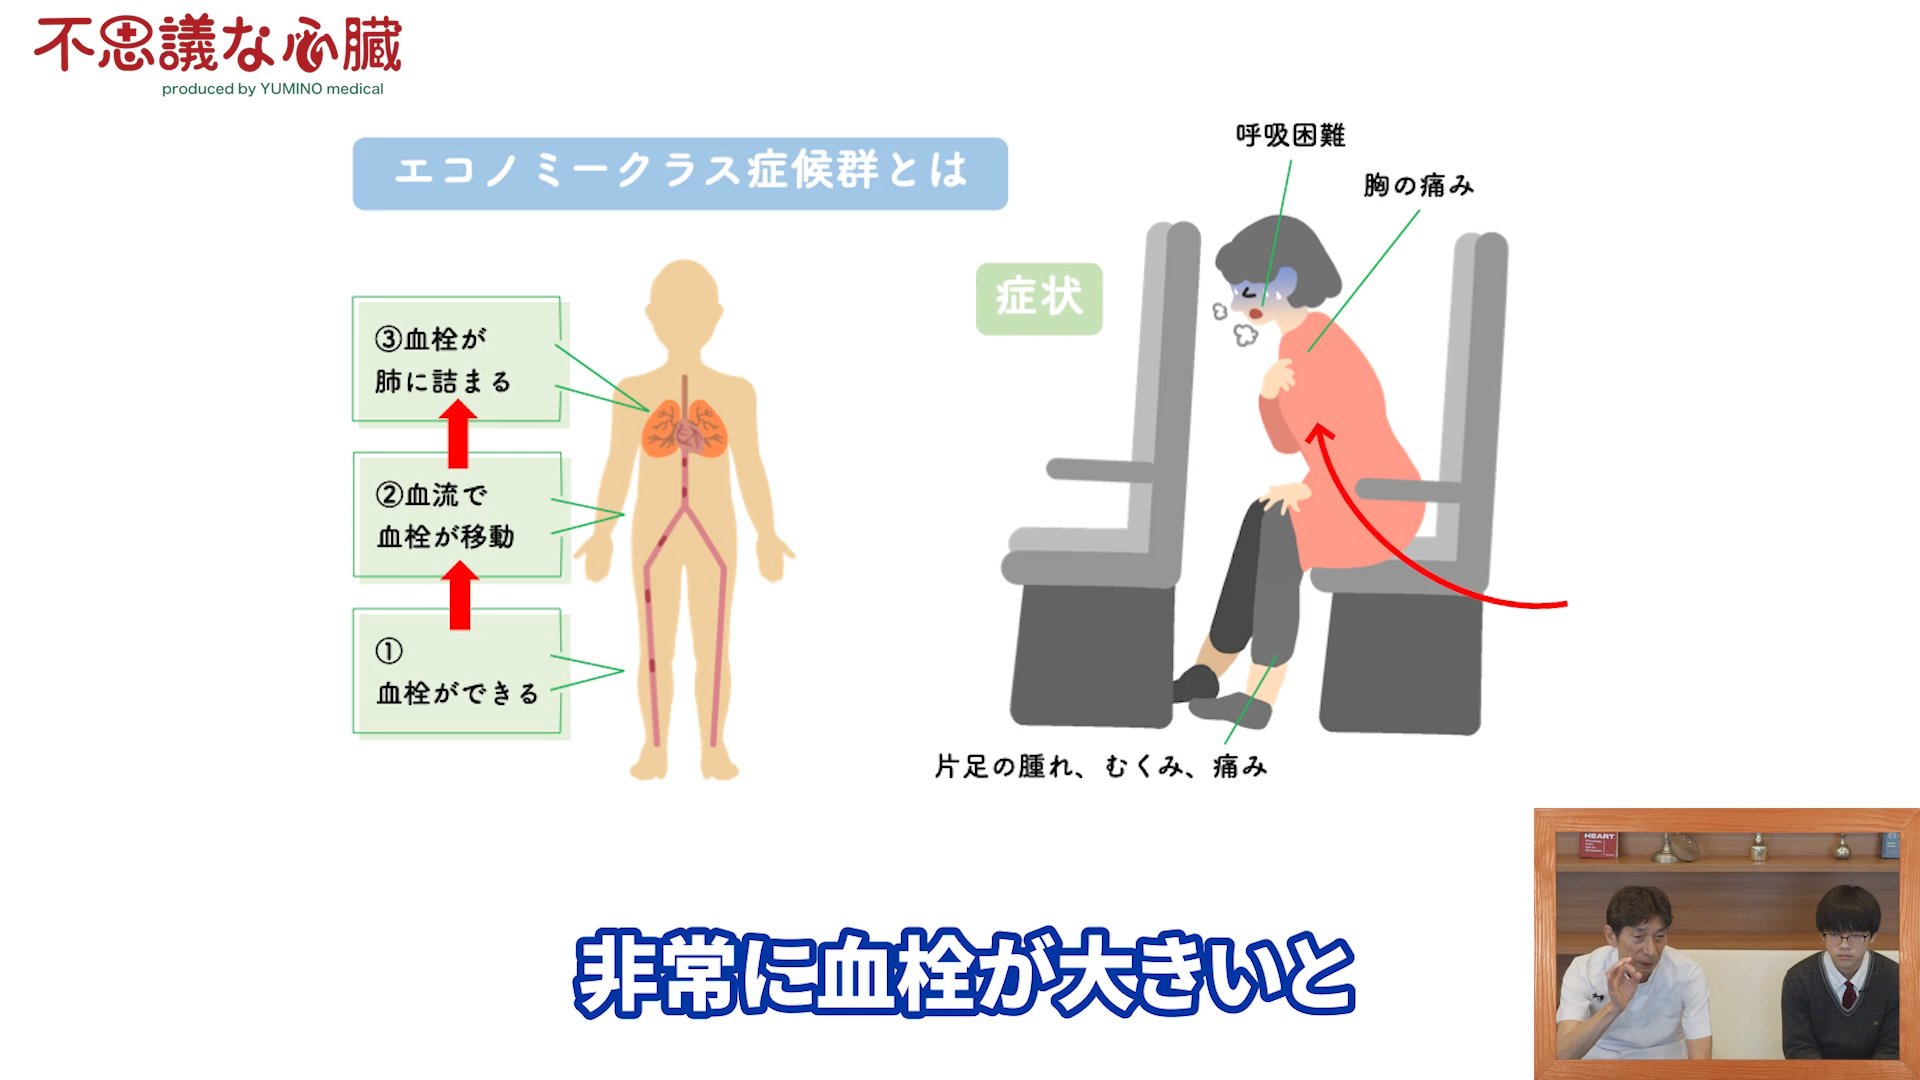 不思議な心臓
produced by YUMINO medical
エコノミークラス症候群とは
呼吸困難
胸の痛み
症状
③血栓が
肺に詰まる
②血流で
血栓が移動
①
血栓ができる
片足の腫れ、むくみ、痛み
HEART
非常に血栓が大きいと